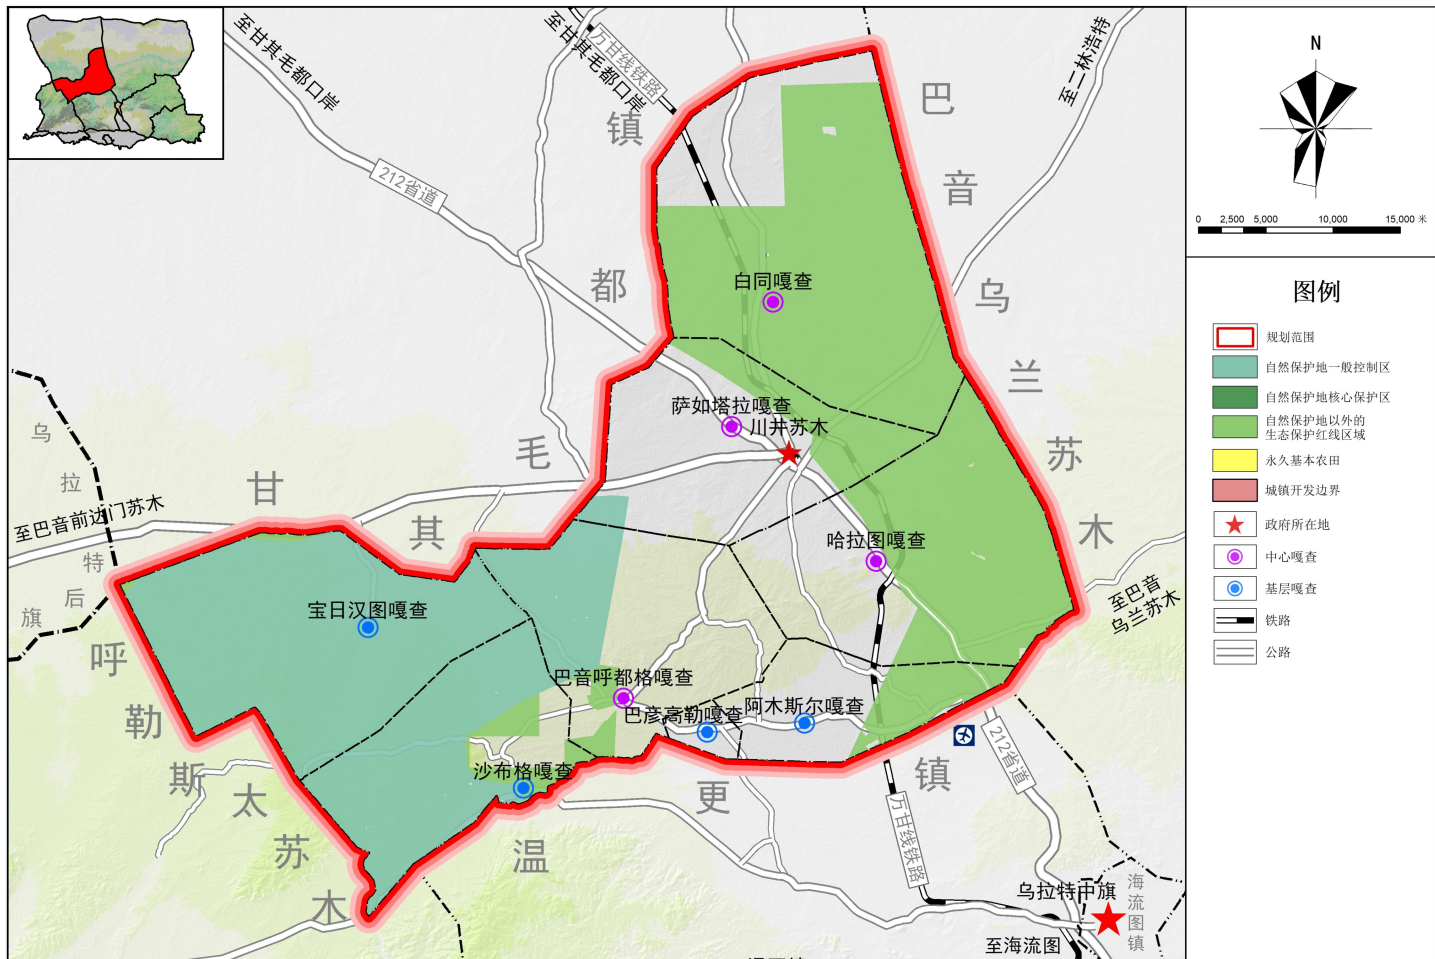 至甘其毛都口岸
至甘其毛都口岸
万甘线铁路
至二林浩特
212省道
巴音乌兰苏木
甘其毛都镇
白同嘎查
萨如塔拉嘎查
川井苏木
乌拉特后旗
至巴音前达门苏木
哈拉图嘎查
至巴音
乌兰苏木
宝日汉图嘎查
呼勒斯太苏木
巴音呼都格嘎查
巴彦高勒嘎查
阿木斯尔嘎查
沙布格嘎查
212省道
温更镇
万甘线铁路
乌拉特中旗
海流图镇
至海流图
N
0 2,500 5,000 10,000 15,000 米
图例
规划范围
自然保护地一般控制区
自然保护地核心保护区
自然保护地以外的
生态保护红线区域
永久基本农田
城镇开发边界
政府所在地
中心嘎查
基层嘎查
铁路
公路